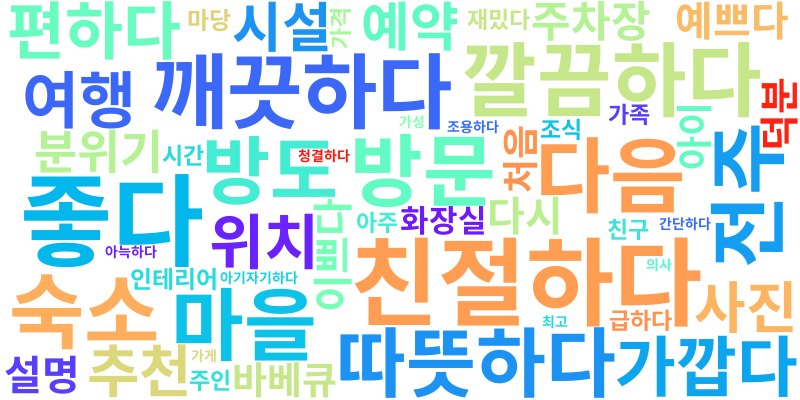 편하다
마당
시설
가격
예약
재밌다
주차장
예쁘다
여행
깨끗하다
깔끔하다
덕분
가족
가성
조용하다
분위기
시간
방도
청결하다
방문
처음
조식
다음
아이
전주
좋다
위치
이쁘다
아주
화장실
다시
친구
간단하다
아늑하다
인테리어
아기자기하다
친절하다
의사
숙소
마을
최고
급하다
사진
설명
추천
가게
주인
바베큐
따뜻하다
가깝다